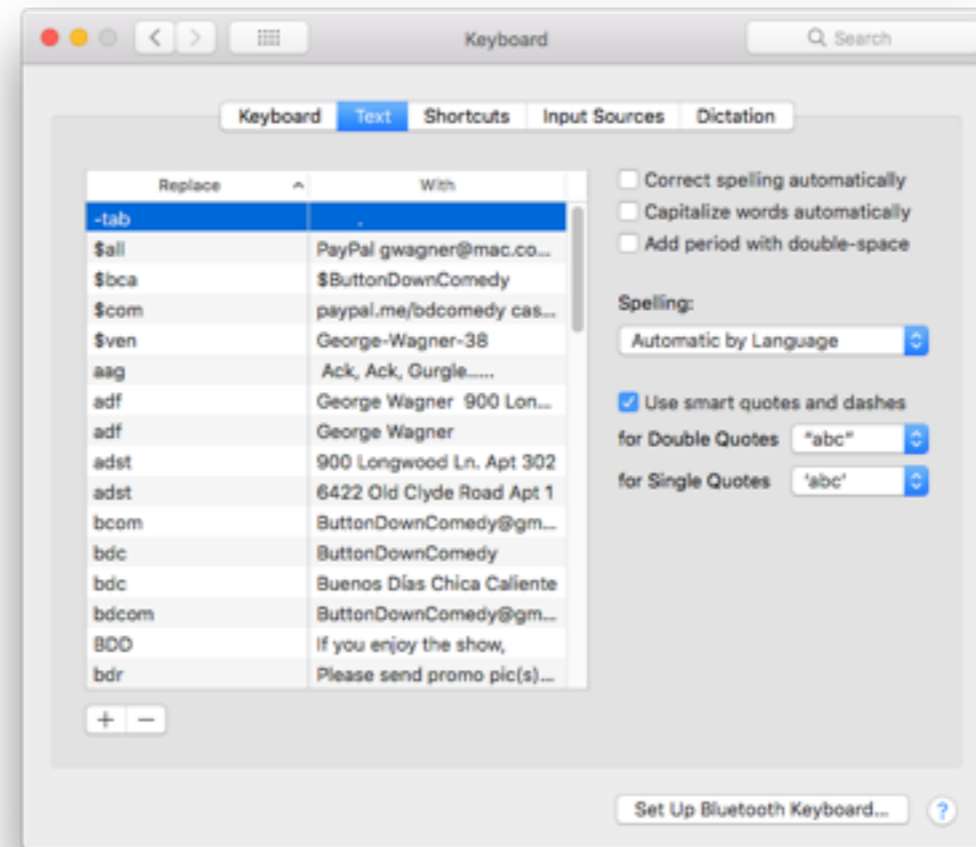 Keyboard
Search
Keyboard Text Shortcuts Input Sources Dictation
Replace With
-tab .
$all PayPal gwagner@mac.co...
$bca $ButtonDownComedy
$com paypal.me/bdcomedy cas...
$ven George-Wagner-38
aag Ack, Ack, Gurgle......
adf George Wagner 900 Lon...
adf George Wagner
adst 900 Longwood Ln. Apt 302
adst 6422 Old Clyde Road Apt 1
bcom ButtonDownComedy@gm...
bdc ButtonDownComedy
bdc Buenos Días Chica Caliente
bdcom ButtonDownComedy@gm...
BDD If you enjoy the show,
bdr Please send promo pic(s)...
+ −
Correct spelling automatically
Capitalize words automatically
Add period with double-space
Spelling:
Automatic by Language
Use smart quotes and dashes
for Double Quotes "abc"
for Single Quotes 'abc'
Set Up Bluetooth Keyboard... ?